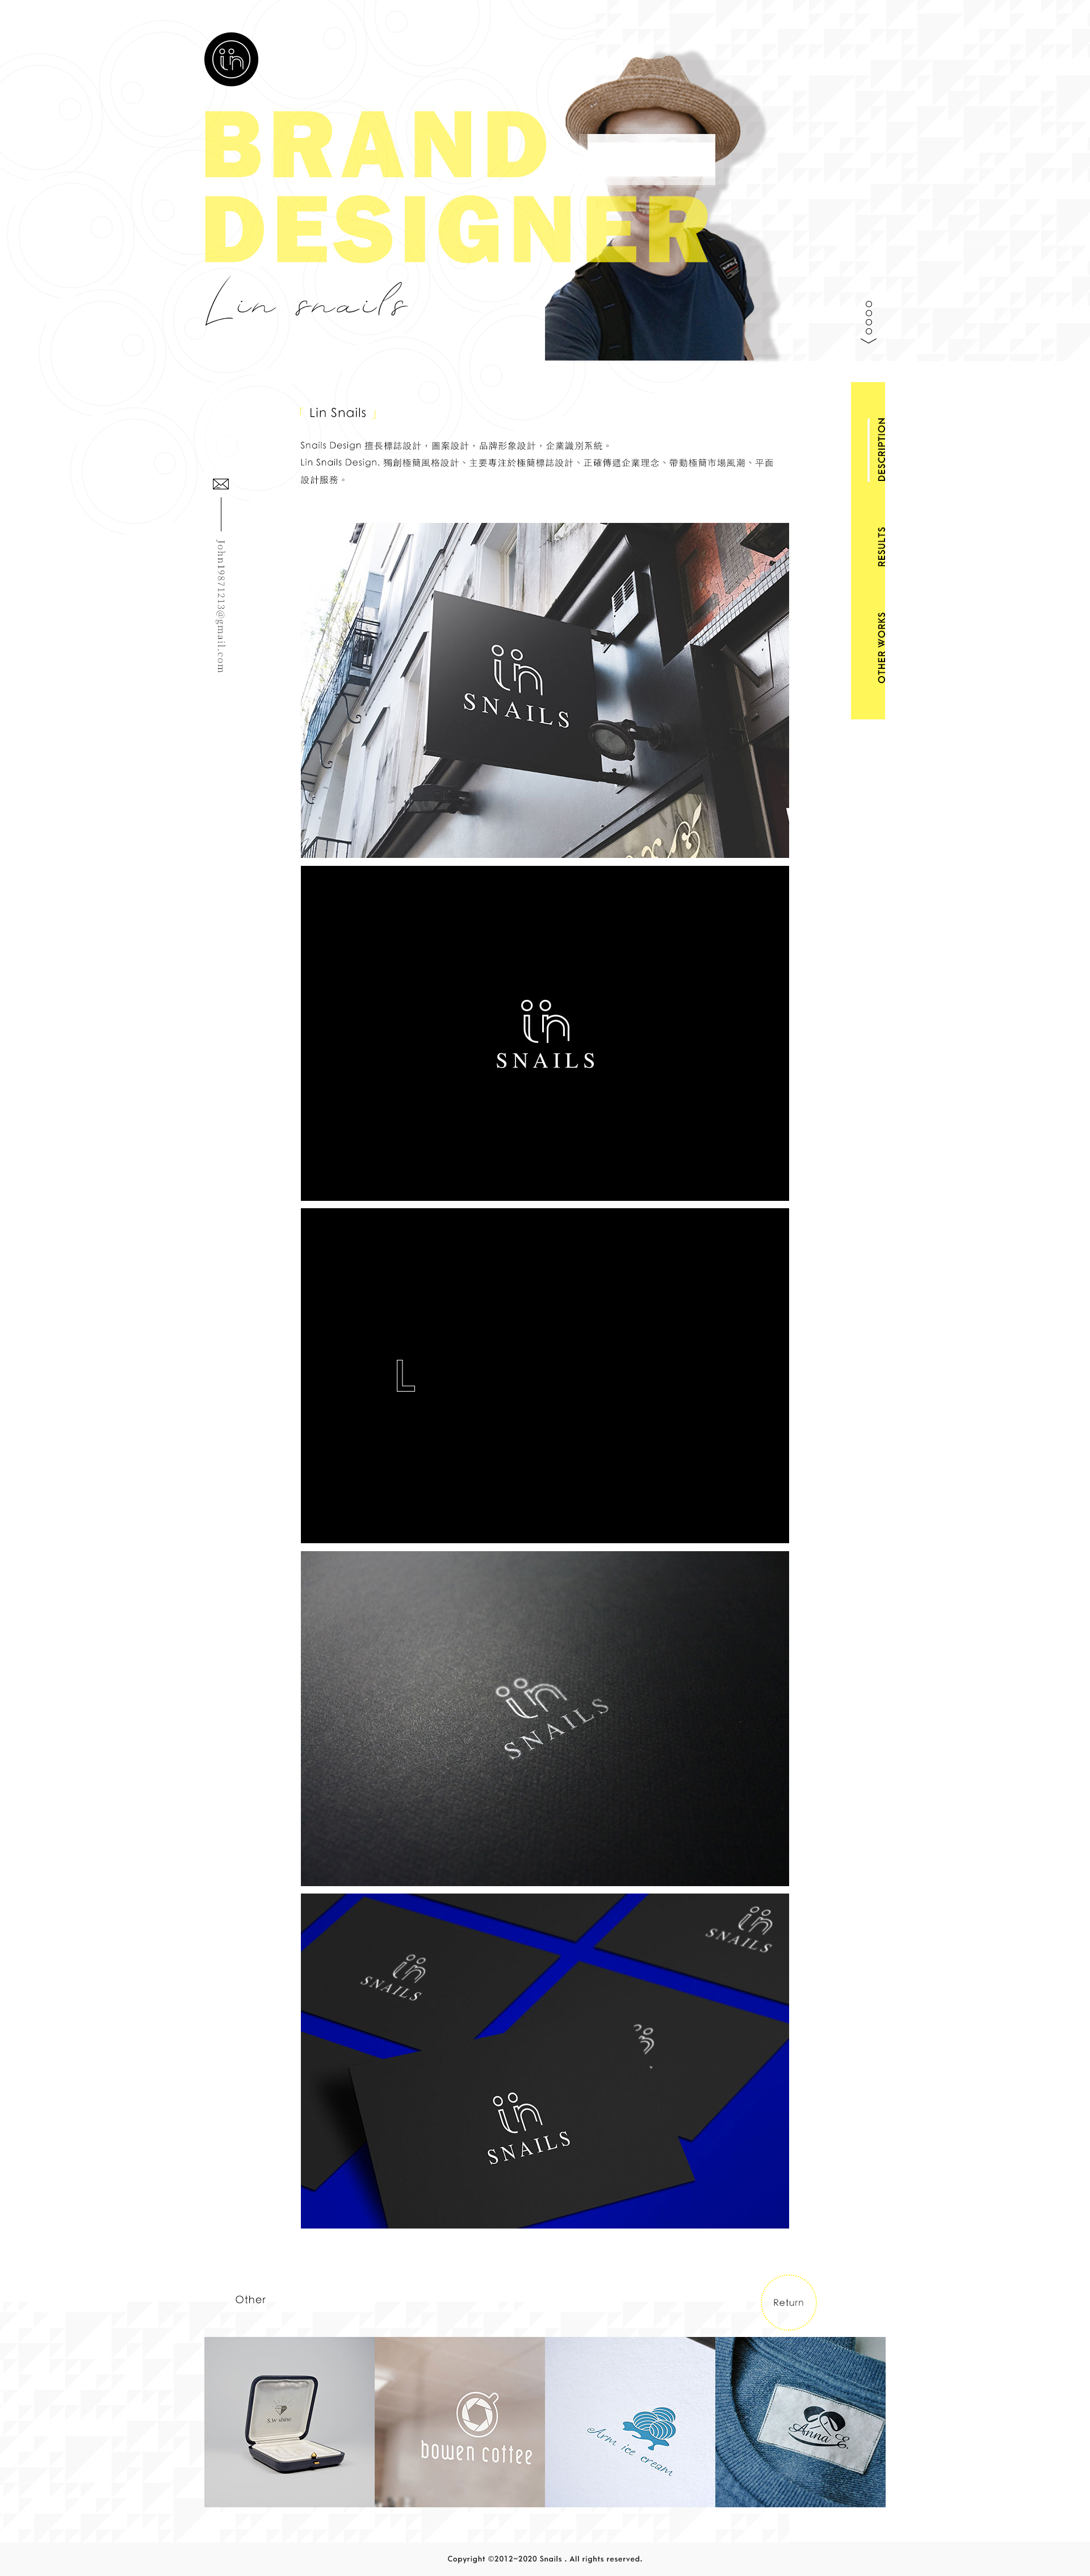 in
BRAND
DESIGNER
Lin snails
「 Lin Snails 」
Snails Design 擅長標誌設計，圖案設計，品牌形象設計，企業識別系統。
Lin Snails Design. 獨創極簡風格設計、主要專注於極簡標誌設計、正確傳遞企業理念、帶動極簡市場風潮、平面
設計服務。
John19871213@gmail.com
DESCRIPTION
RESULTS
OTHER WORKS
in
SNAILS
in
SNAILS
L
in
SNAILS
in
SNAILS
in
SNAILS
in
SNAILS
Other
Return
S.W shine
bowen cottee
Arm ice cream
Anna E.
Copyright ©2012~2020 Snails . All rights reserved.